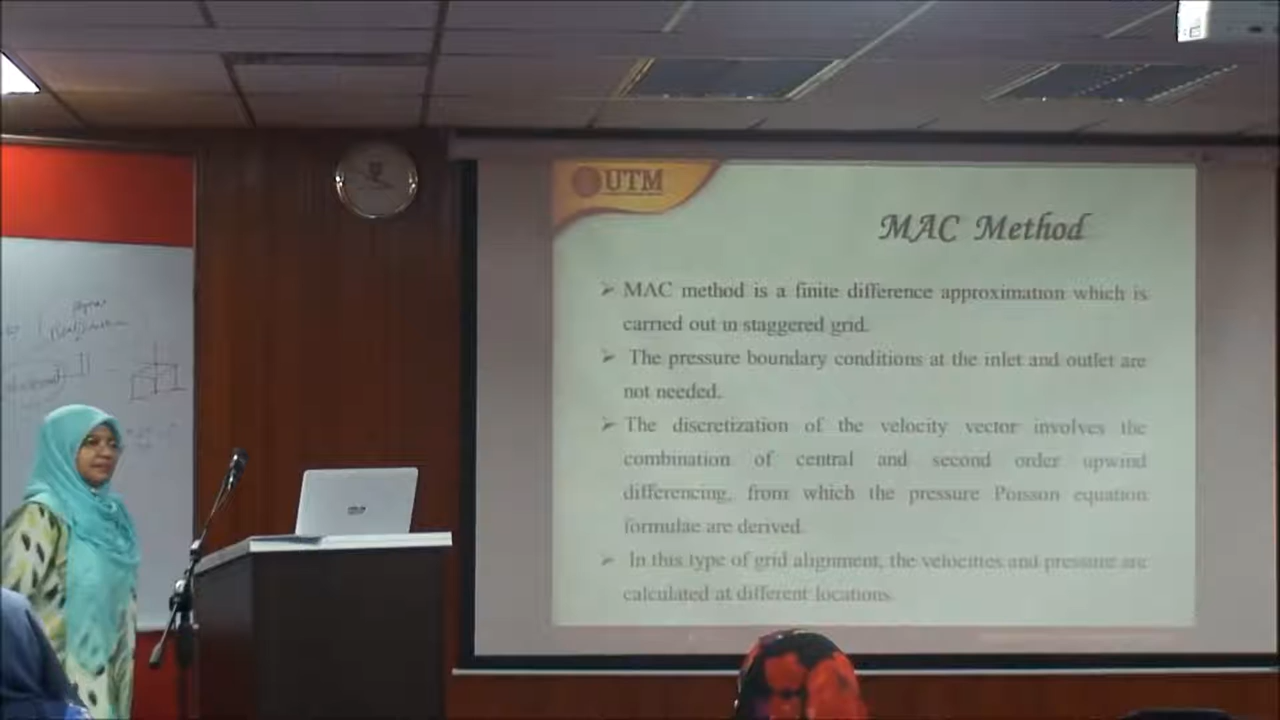 UTM
MAC Method
➢ MAC method is a finite difference approximation which is
carried out in staggered grid.
➢ The pressure boundary conditions at the inlet and outlet are
not needed.
➢ The discretization of the velocity vector involves the
combination of central and second order upwind
differencing, from which the pressure Poisson equation
formulae are derived.
➢ In this type of grid alignment, the velocities and pressure are
calculated at different locations.